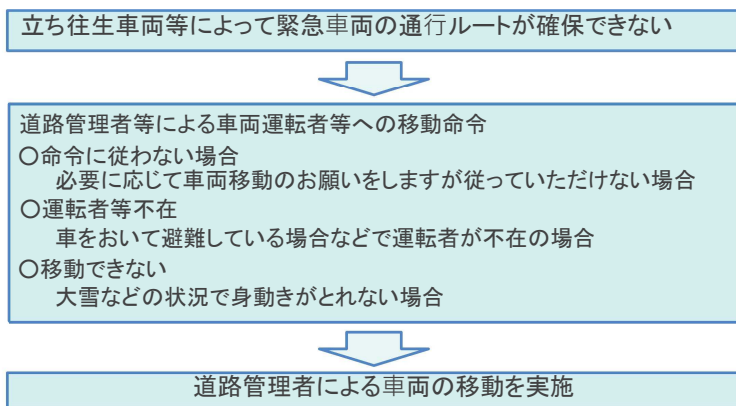 立ち往生車両等によって緊急車両の通行ルートが確保できない
道路管理者等による車両運転者等への移動命令
○命令に従わない場合
必要に応じて車両移動のお願いをしますが従っていただけない場合
○運転者等不在
車をおいて避難している場合などで運転者が不在の場合
○移動できない
大雪などの状況で身動きがとれない場合
道路管理者による車両の移動を実施